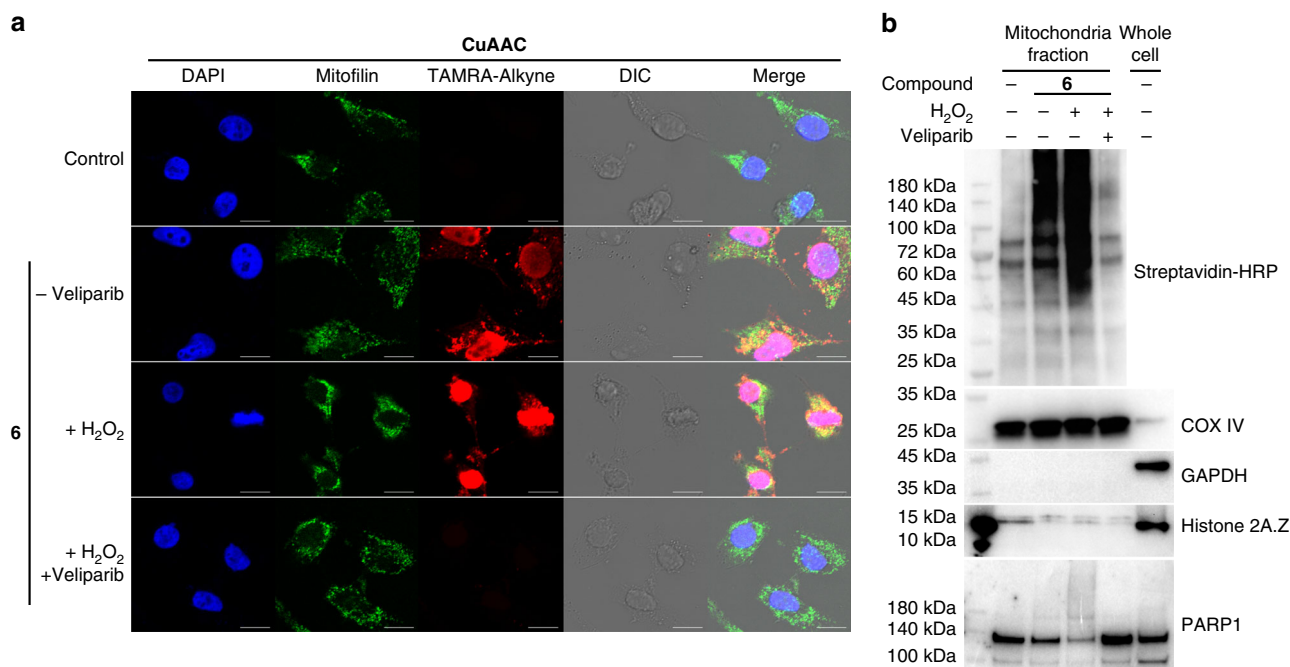 a
CuAAC
DAPI Mitofilin TAMRA-Alkyne DIC Merge
Control
– Veliparib
+ H₂O₂
+ H₂O₂
+Veliparib
6
b
Mitochondria fraction
Whole cell
Compound – 6 –
H₂O₂ – – + + –
Veliparib – – – + –
180 kDa
140 kDa
100 kDa
72 kDa
60 kDa
45 kDa
35 kDa
25 kDa
Streptavidin-HRP
35 kDa
25 kDa
COX IV
45 kDa
35 kDa
GAPDH
15 kDa
10 kDa
Histone 2A.Z
180 kDa
140 kDa
100 kDa
PARP1